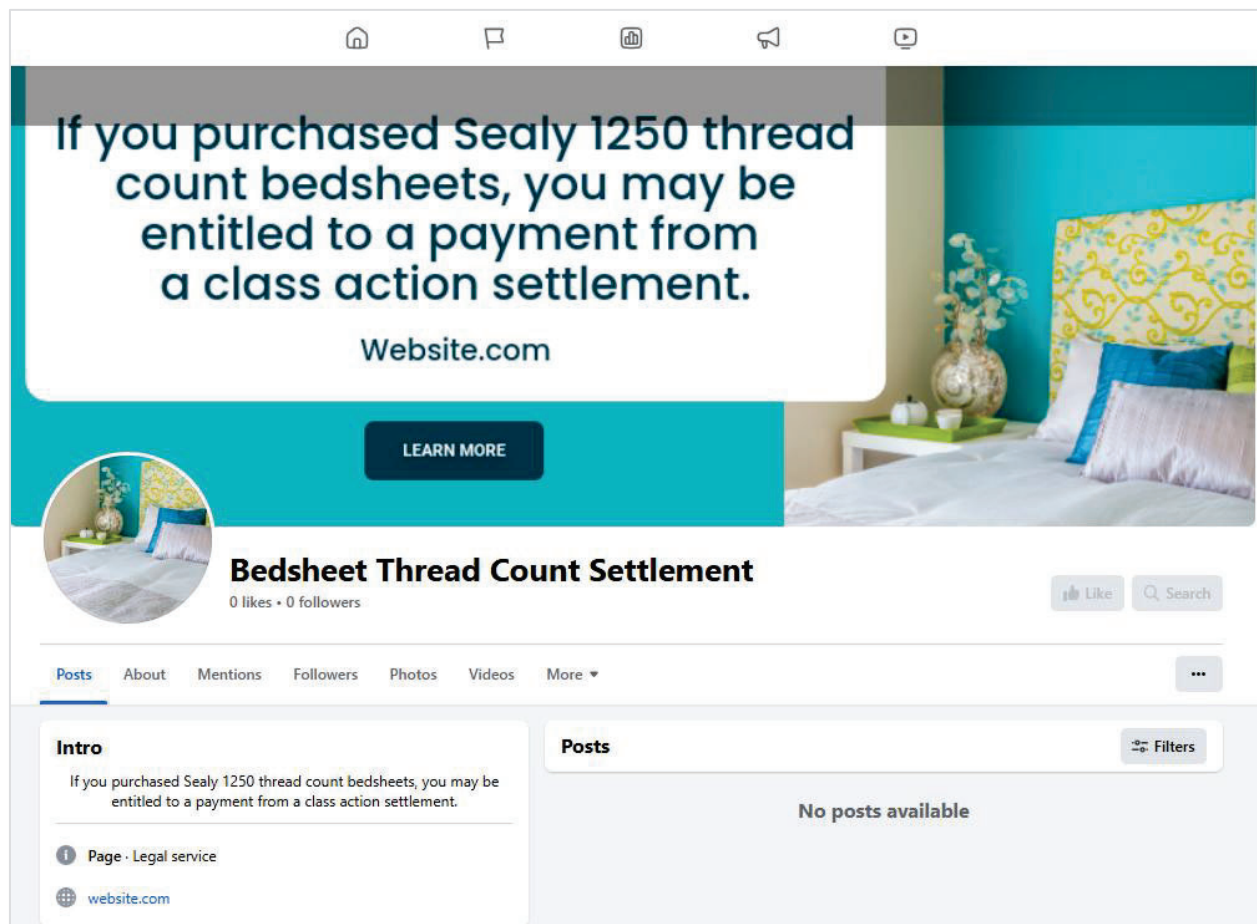 If you purchased Sealy 1250 thread
count bedsheets, you may be
entitled to a payment from
a class action settlement.
Website.com
LEARN MORE
Bedsheet Thread Count Settlement
0 likes • 0 followers
Like
Search
Posts
About
Mentions
Followers
Photos
Videos
More
Intro
If you purchased Sealy 1250 thread count bedsheets, you may be
entitled to a payment from a class action settlement.
Page · Legal service
website.com
Posts
Filters
No posts available